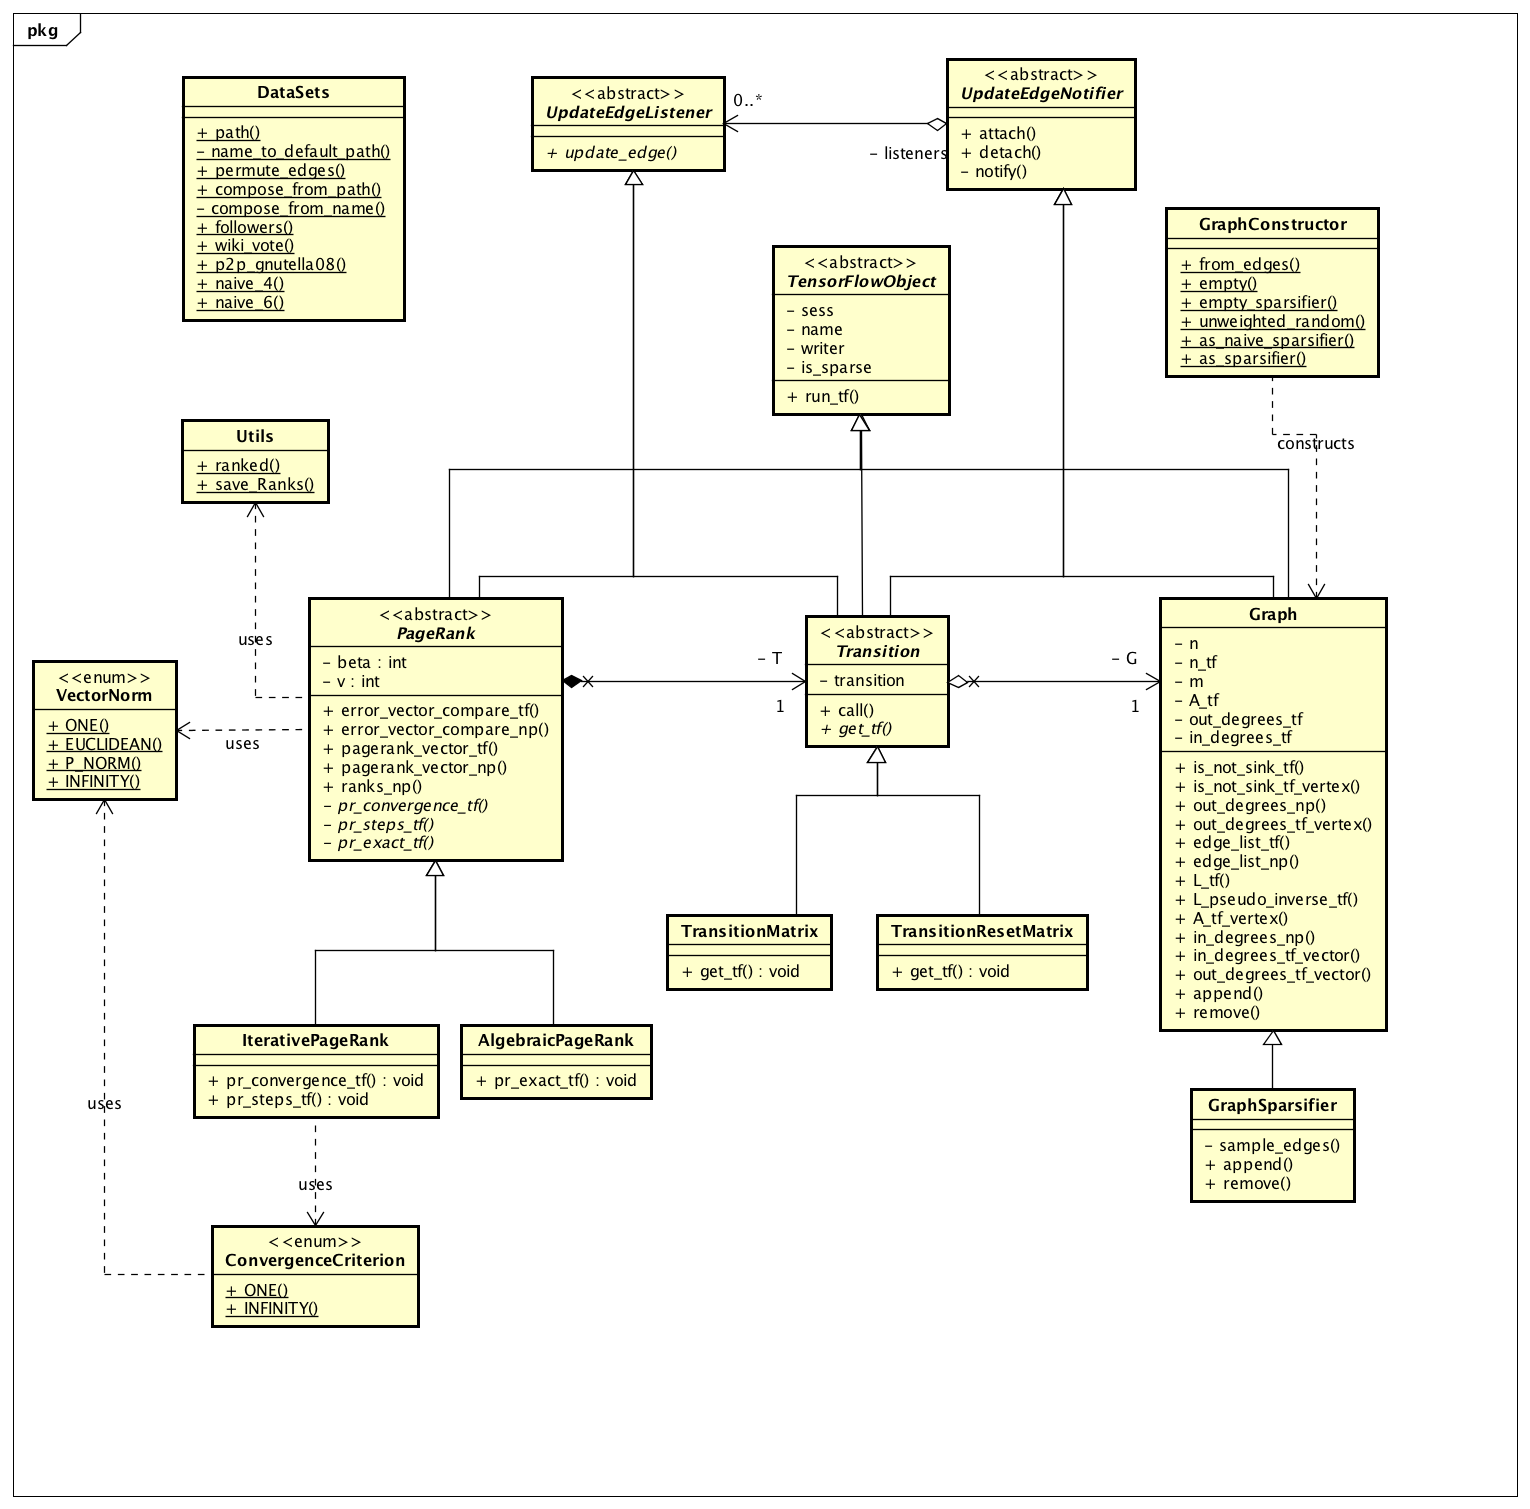 pkg
DataSets
+ path()
- name_to_default_path()
+ permute_edges()
+ compose_from_path()
- compose_from_name()
+ followers()
+ wiki_vote()
+ p2p_gnutella08()
+ naive_4()
+ naive_6()
<<abstract>>
UpdateEdgeListener
+ update_edge()
0..*
- listeners
<<abstract>>
UpdateEdgeNotifier
+ attach()
+ detach()
- notify()
<<abstract>>
TensorFlowObject
- sess
- name
- writer
- is_sparse
+ run_tf()
GraphConstructor
+ from_edges()
+ empty()
+ empty_sparsifier()
+ unweighted_random()
+ as_naive_sparsifier()
+ as_sparsifier()
constructs
Utils
+ ranked()
+ save_Ranks()
uses
<<enum>>
VectorNorm
+ ONE()
+ EUCLIDEAN()
+ P_NORM()
+ INFINITY()
uses
<<abstract>>
PageRank
- beta : int
- v : int
+ error_vector_compare_tf()
+ error_vector_compare_np()
+ pagerank_vector_tf()
+ pagerank_vector_np()
+ ranks_np()
- pr_convergence_tf()
- pr_steps_tf()
- pr_exact_tf()
- T
1
<<abstract>>
Transition
- transition
+ call()
+ get_tf()
- G
1
Graph
- n
- n_tf
- m
- A_tf
- out_degrees_tf
- in_degrees_tf
+ is_not_sink_tf()
+ is_not_sink_tf_vertex()
+ out_degrees_np()
+ out_degrees_tf_vertex()
+ edge_list_tf()
+ edge_list_np()
+ L_tf()
+ L_pseudo_inverse_tf()
+ A_tf_vertex()
+ in_degrees_np()
+ in_degrees_tf_vector()
+ out_degrees_tf_vector()
+ append()
+ remove()
TransitionMatrix
+ get_tf() : void
TransitionResetMatrix
+ get_tf() : void
IterativePageRank
+ pr_convergence_tf() : void
+ pr_steps_tf() : void
AlgebraicPageRank
+ pr_exact_tf() : void
GraphSparsifier
- sample_edges()
+ append()
+ remove()
uses
uses
<<enum>>
ConvergenceCriterion
+ ONE()
+ INFINITY()